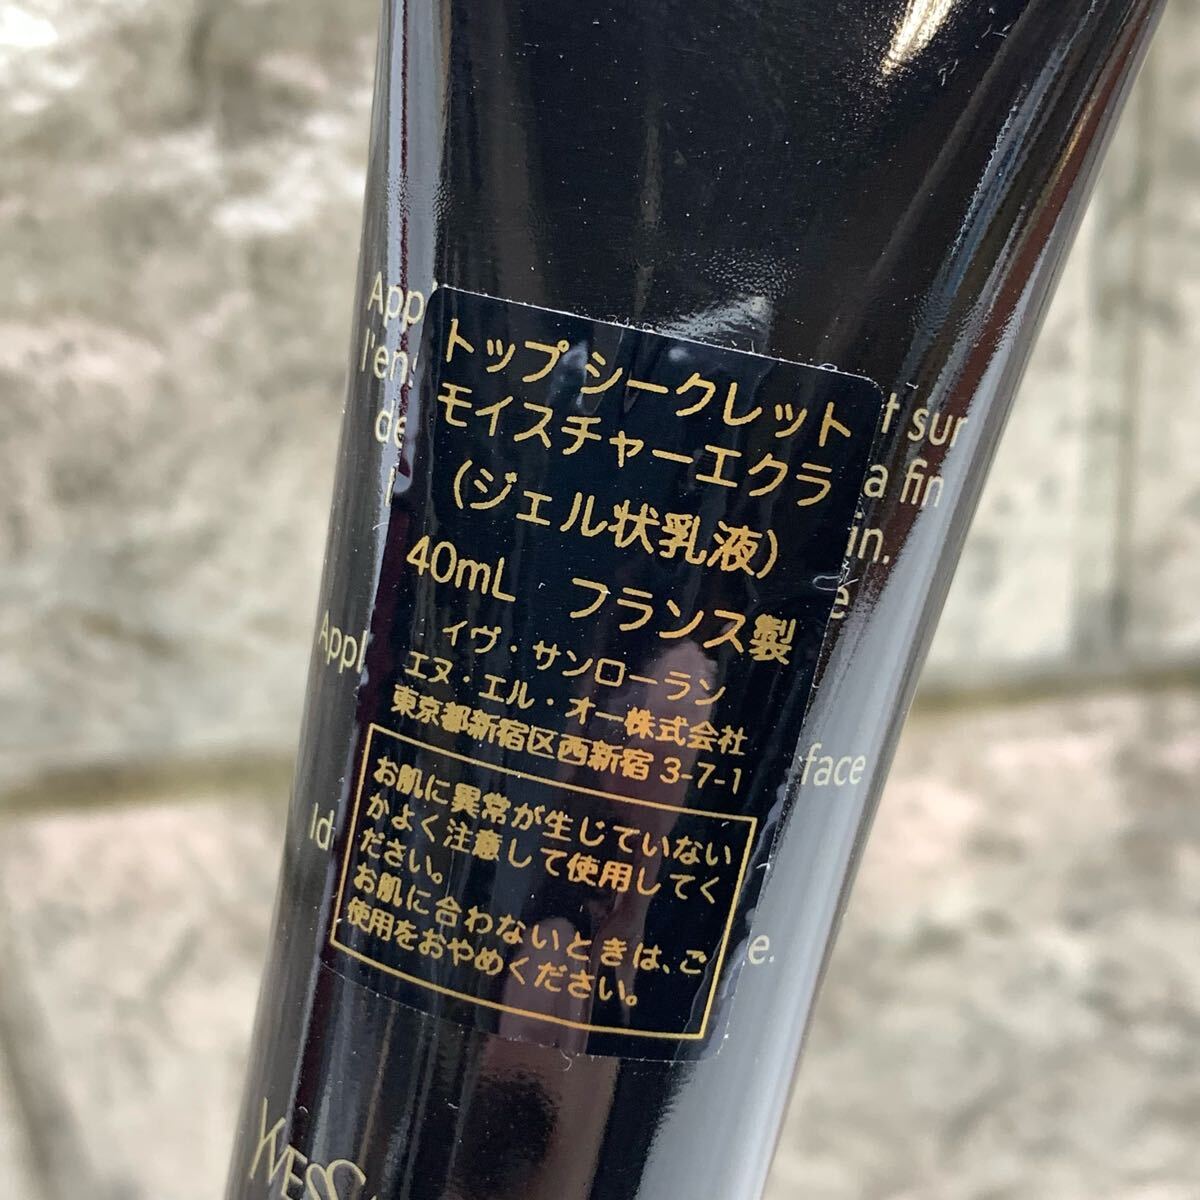 トップ シークレット
モイスチャーエクラ
(ジェル状乳液)
40mL フランス製
イヴ・サンローラン
エヌ・エル・オー株式会社
東京都新宿区西新宿 3-7-1
お肌に異常が生じていない
かよく注意して使用してく
ださい。
お肌に合わないときは、ご
使用をおやめください。
sur
a fin
face